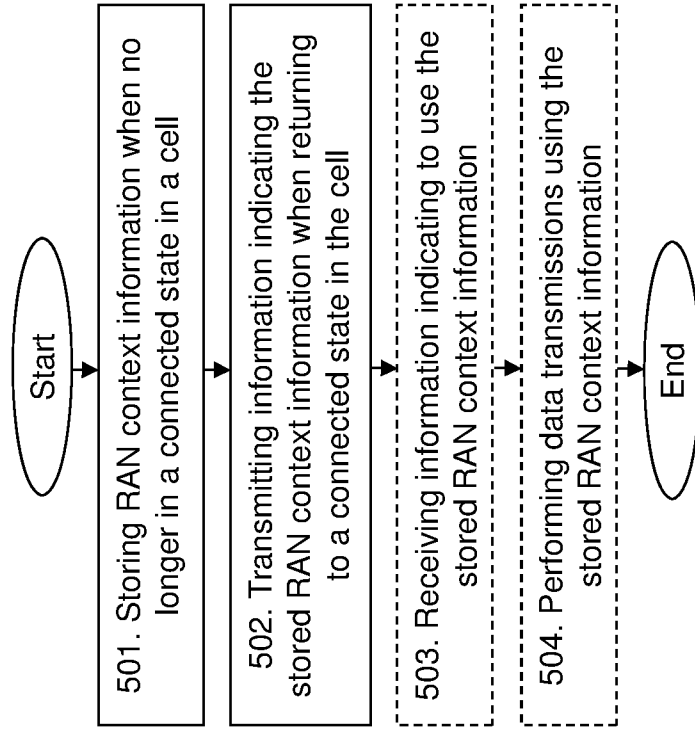 Start
501. Storing RAN context information when no
longer in a connected state in a cell
502. Transmitting information indicating the
stored RAN context information when returning
to a connected state in the cell
503. Receiving information indicating to use the
stored RAN context information
504. Performing data transmissions using the
stored RAN context information
End